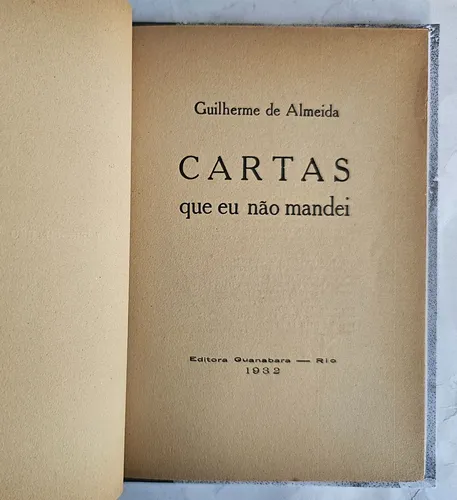 Guilherme de Almeida
CARTAS
que eu não mandei
Editora Guanabara — Rio
1932